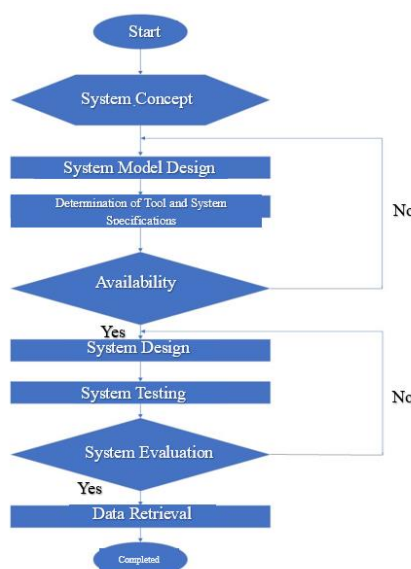 Start
System Concept
System Model Design
Determination of Tool and System
Specifications
No
Availability
Yes
System Design
System Testing
No
System Evaluation
Yes
Data Retrieval
Completed